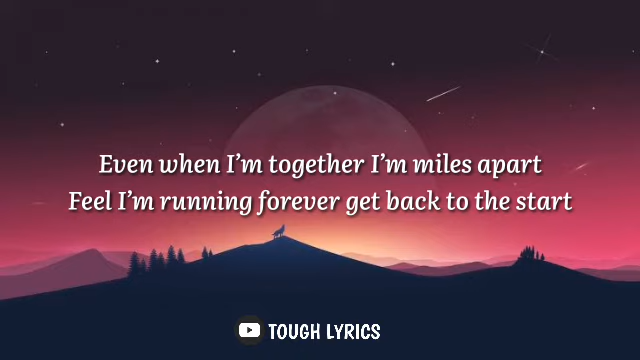 Even when I'm together I'm miles apart
Feel I'm running forever get back to the start
TOUGH LYRICS